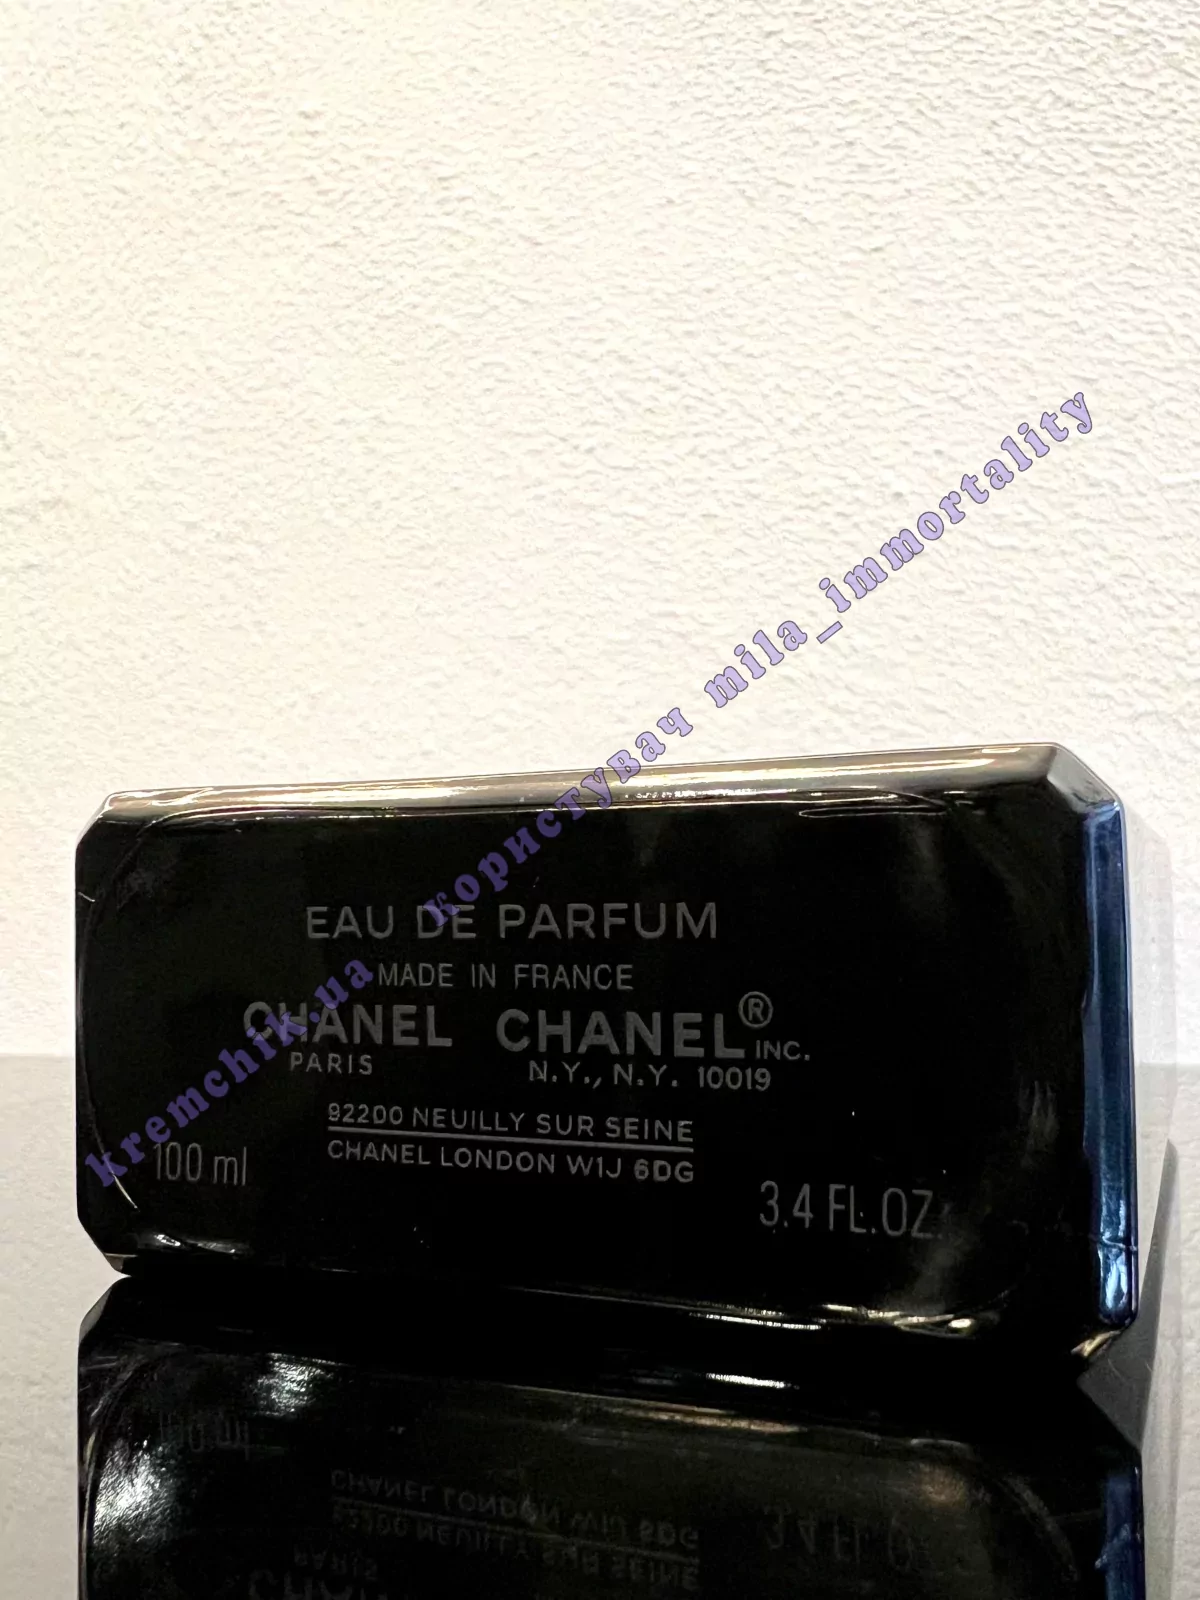 EAU DE PARFUM
MADE IN FRANCE
CHANEL CHANEL® INC.
PARIS N.Y., N.Y. 10019
92200 NEUILLY SUR SEINE
CHANEL LONDON W1J 6DG
100 ml 3.4 FL.OZ.
kremchik.ua користувач mila_immortality